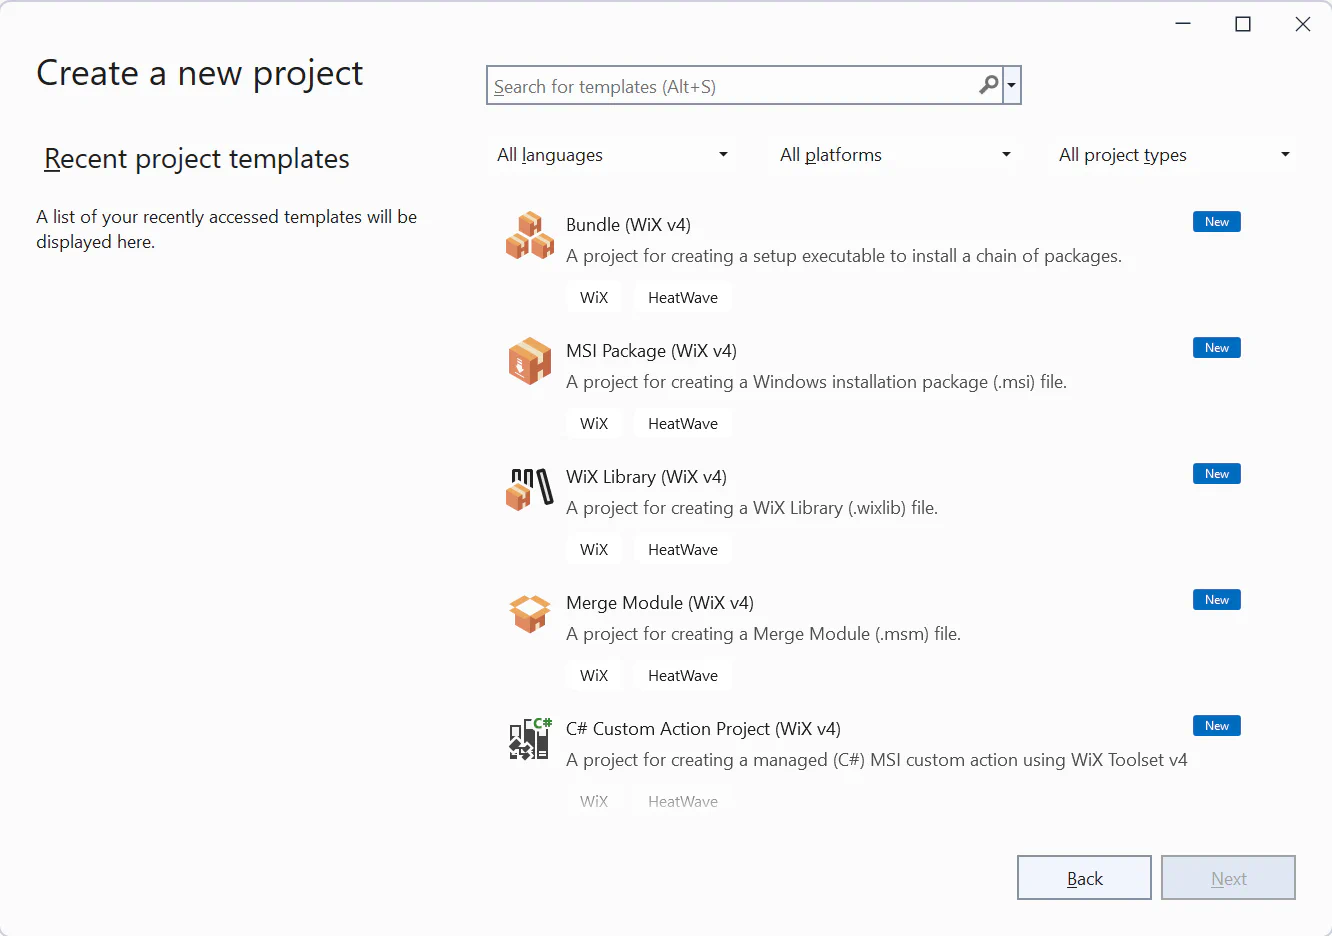 Create a new project
Search for templates (Alt+S)
Recent project templates
A list of your recently accessed templates will be
displayed here.
All languages
All platforms
All project types
Bundle (WiX v4)
New
A project for creating a setup executable to install a chain of packages.
WiX
HeatWave
MSI Package (WiX v4)
New
A project for creating a Windows installation package (.msi) file.
WiX
HeatWave
WiX Library (WiX v4)
New
A project for creating a WiX Library (.wixlib) file.
WiX
HeatWave
Merge Module (WiX v4)
New
A project for creating a Merge Module (.msm) file.
WiX
HeatWave
C#
C# Custom Action Project (WiX v4)
New
A project for creating a managed (C#) MSI custom action using WiX Toolset v4
WiX
HeatWave
Back
Next